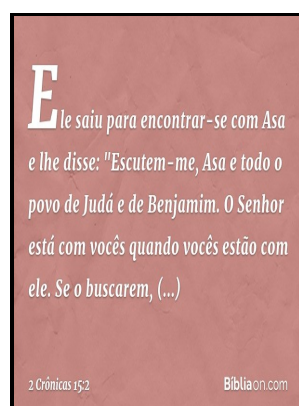 Ele saiu para encontrar-se com Asa
e lhe disse: "Escutem-me, Asa e todo o
povo de Judá e de Benjamim. O Senhor
está com vocês quando vocês estão com
ele. Se o buscarem, (...)
2 Crônicas 15:2
Bíbliaon.com